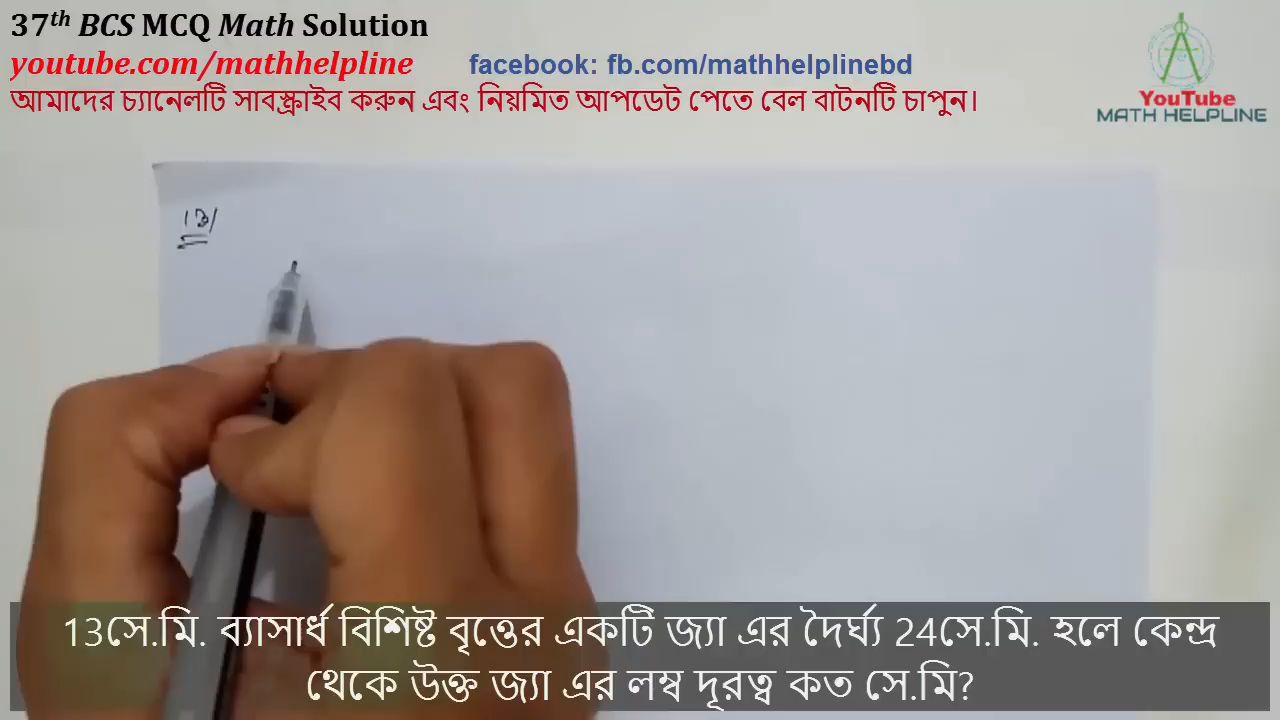 37th BCS MCQ Math Solution
youtube.com/mathhelpline facebook: fb.com/mathhelplinebd
আমাদের চ্যানেলটি সাবস্ক্রাইব করুন এবং নিয়মিত আপডেট পেতে বেল বাটনটি চাপুন।
YouTube
MATH HELPLINE
13সে.মি. ব্যাসার্ধ বিশিষ্ট বৃত্তের একটি জ্যা এর দৈর্ঘ্য 24সে.মি. হলে কেন্দ্র
থেকে উক্ত জ্যা এর লম্ব দূরত্ব কত সে.মি?